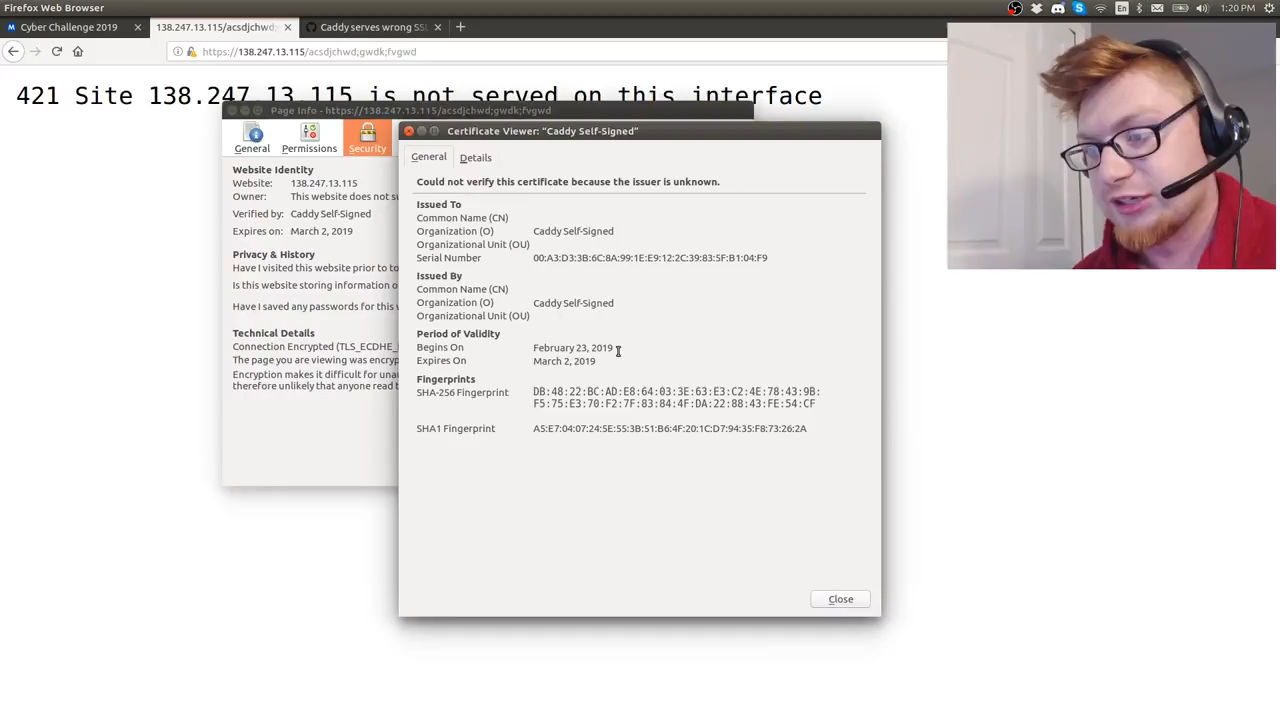 Firefox Web Browser
En
1:20 PM
Cyber Challenge 2019
138.247.13.115/acsdjchwd;
Caddy serves wrong SSL
https://138.247.13.115/acsdjchwd;gwdk;fvgwd
421 Site 138.247.13.115 is not served on this interface
Page Info - https://138.247.13.115/acsdjchwd;gwdk;fvgwd
General
Permissions
Security
Website Identity
Website: 138.247.13.115
Owner: This website does not su
Verified by: Caddy Self-Signed
Expires on: March 2, 2019
Privacy & History
Have I visited this website prior to to
Is this website storing information o
Have I saved any passwords for this w
Technical Details
Connection Encrypted (TLS_ECDHE_
The page you are viewing was encryp
Encryption makes it difficult for unau
therefore unlikely that anyone read t
Certificate Viewer: “Caddy Self-Signed”
General
Details
Could not verify this certificate because the issuer is unknown.
Issued To
Common Name (CN)
Organization (O) Caddy Self-Signed
Organizational Unit (OU)
Serial Number 00:A3:D3:3B:6C:8A:99:1E:E9:12:2C:39:83:5F:B1:04:F9
Issued By
Common Name (CN)
Organization (O) Caddy Self-Signed
Organizational Unit (OU)
Period of Validity
Begins On February 23, 2019
Expires On March 2, 2019
Fingerprints
SHA-256 Fingerprint DB:48:22:BC:AD:E8:64:03:3E:63:E3:C2:4E:78:43:9B:
F5:75:E3:70:F2:7F:83:84:4F:DA:22:88:43:FE:54:CF
SHA1 Fingerprint A5:E7:04:07:24:5E:55:3B:51:B6:4F:20:1C:D7:94:35:F8:73:26:2A
Close